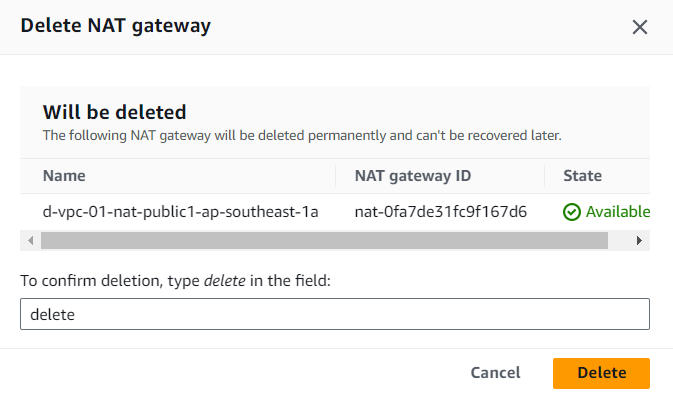 Delete NAT gateway
Will be deleted
The following NAT gateway will be deleted permanently and can't be recovered later.
Name NAT gateway ID State
d-vpc-01-nat-public1-ap-southeast-1a nat-0fa7de31fc9f167d6 Available
To confirm deletion, type delete in the field:
delete
Cancel Delete